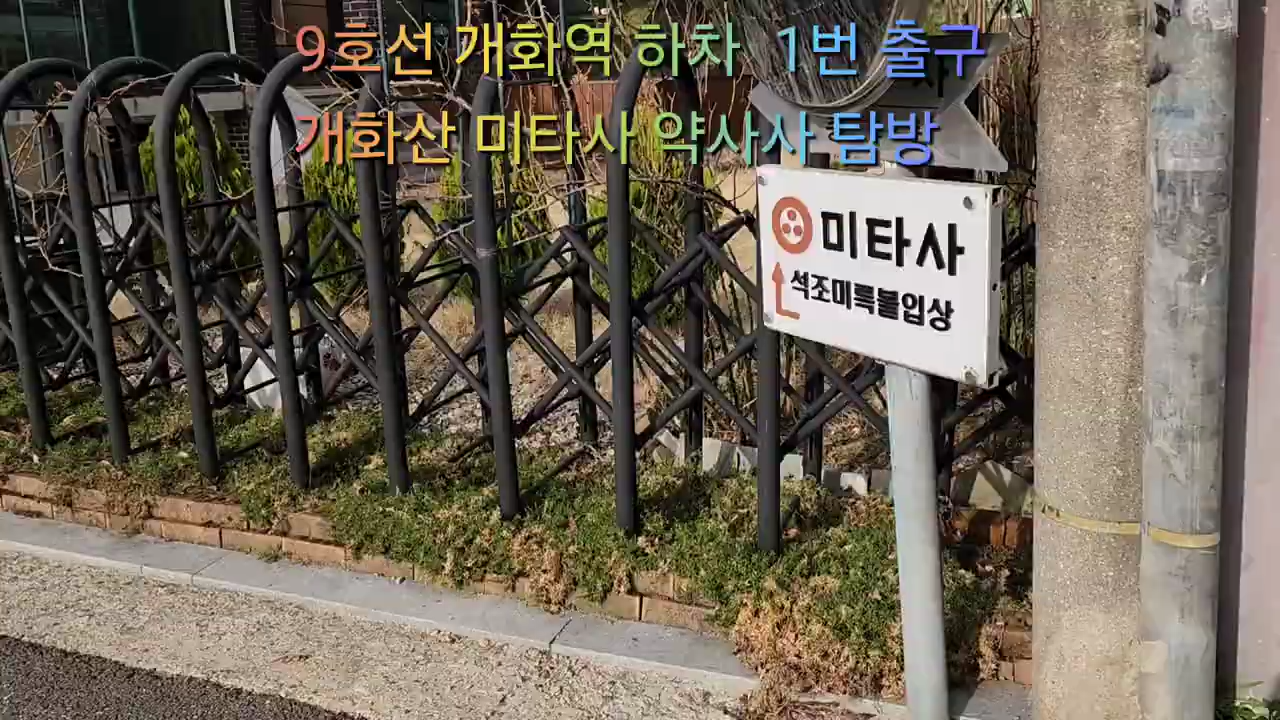 9호선 개화역 하차 1번 출구
개화산 미타사 약사사 탐방
미타사
석조미륵불입상